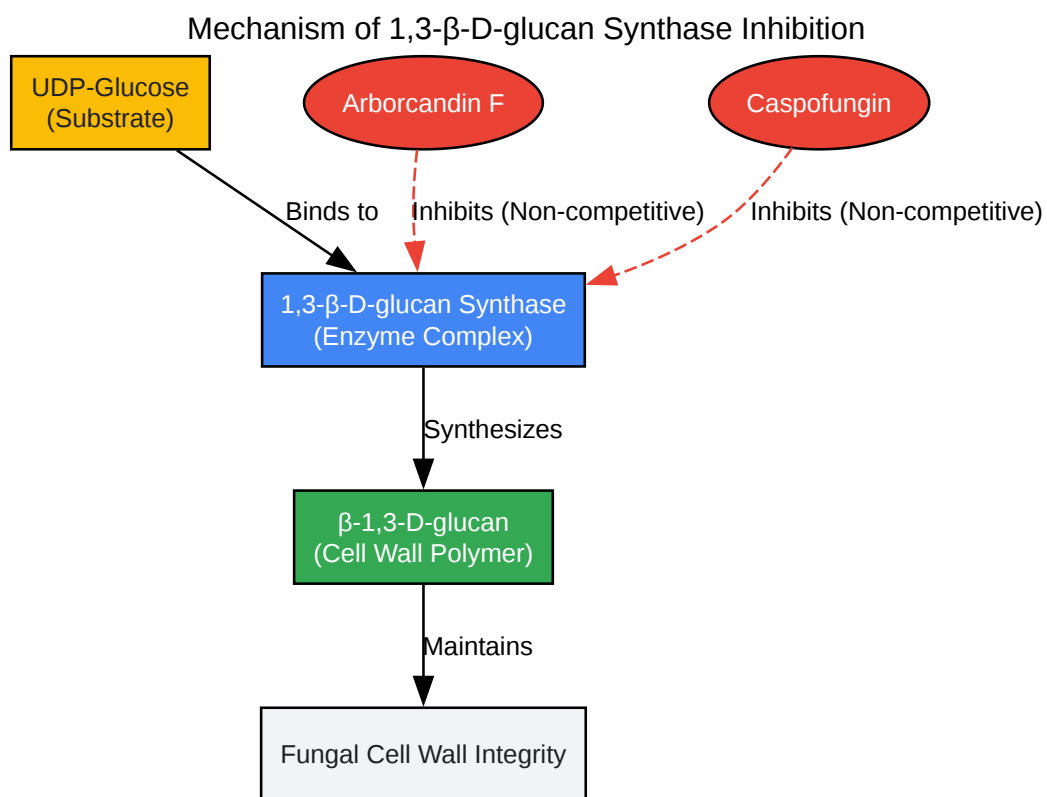 Mechanism of 1,3-β-D-glucan Synthase Inhibition
UDP-Glucose
(Substrate)
Arborcandin F
Caspofungin
Binds to
Inhibits (Non-competitive)
Inhibits (Non-competitive)
1,3-β-D-glucan Synthase
(Enzyme Complex)
Synthesizes
β-1,3-D-glucan
(Cell Wall Polymer)
Maintains
Fungal Cell Wall Integrity